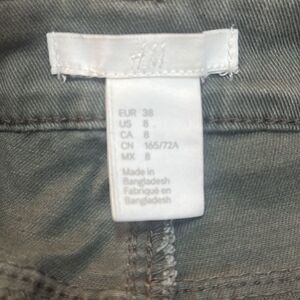 H&M
EUR 38
US 8
CA 8
CN 165/72A
MX 8
Made in
Bangladesh
Fabriqué en
Bangladesh